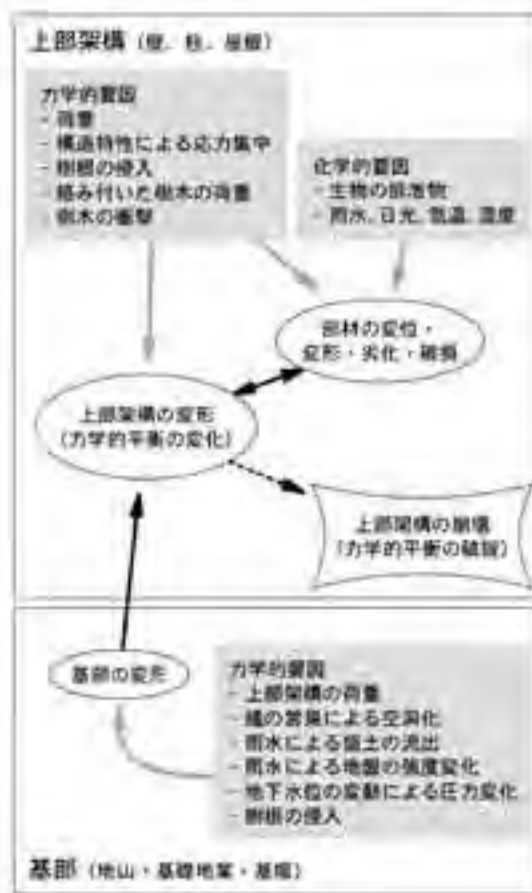 上部架構（壁、柱、屋根）
力学的要因
- 荷重
- 構造特性による応力集中
- 樹根の侵入
- 絡み付いた樹木の荷重
- 樹木の衝撃
化学的要因
- 生物の排泄物
- 雨水、日光、気温、湿度
部材の変位・
変形・劣化・破損
上部架構の変形
(力学的平衡の変化)
上部架構の崩壊
(力学的平衡の破綻)
基部の変形
力学的要因
- 上部架構の荷重
- 蟻の営巣による空洞化
- 雨水による盛土の流出
- 雨水による地盤の強度変化
- 地下水位の変動による圧力変化
- 樹根の侵入
基部（地山・基礎地業・基壇）